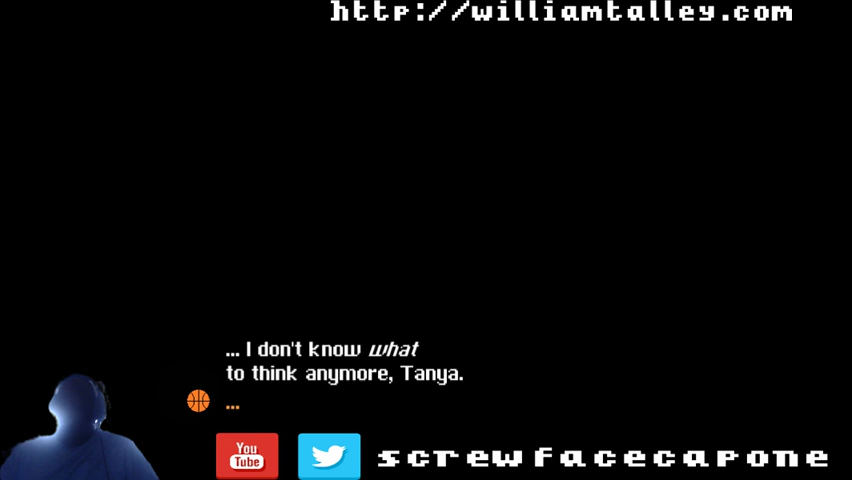 http://williamtalley.com
... I don't know what
to think anymore, Tanya.
...
You
Tube
screwfacecapone